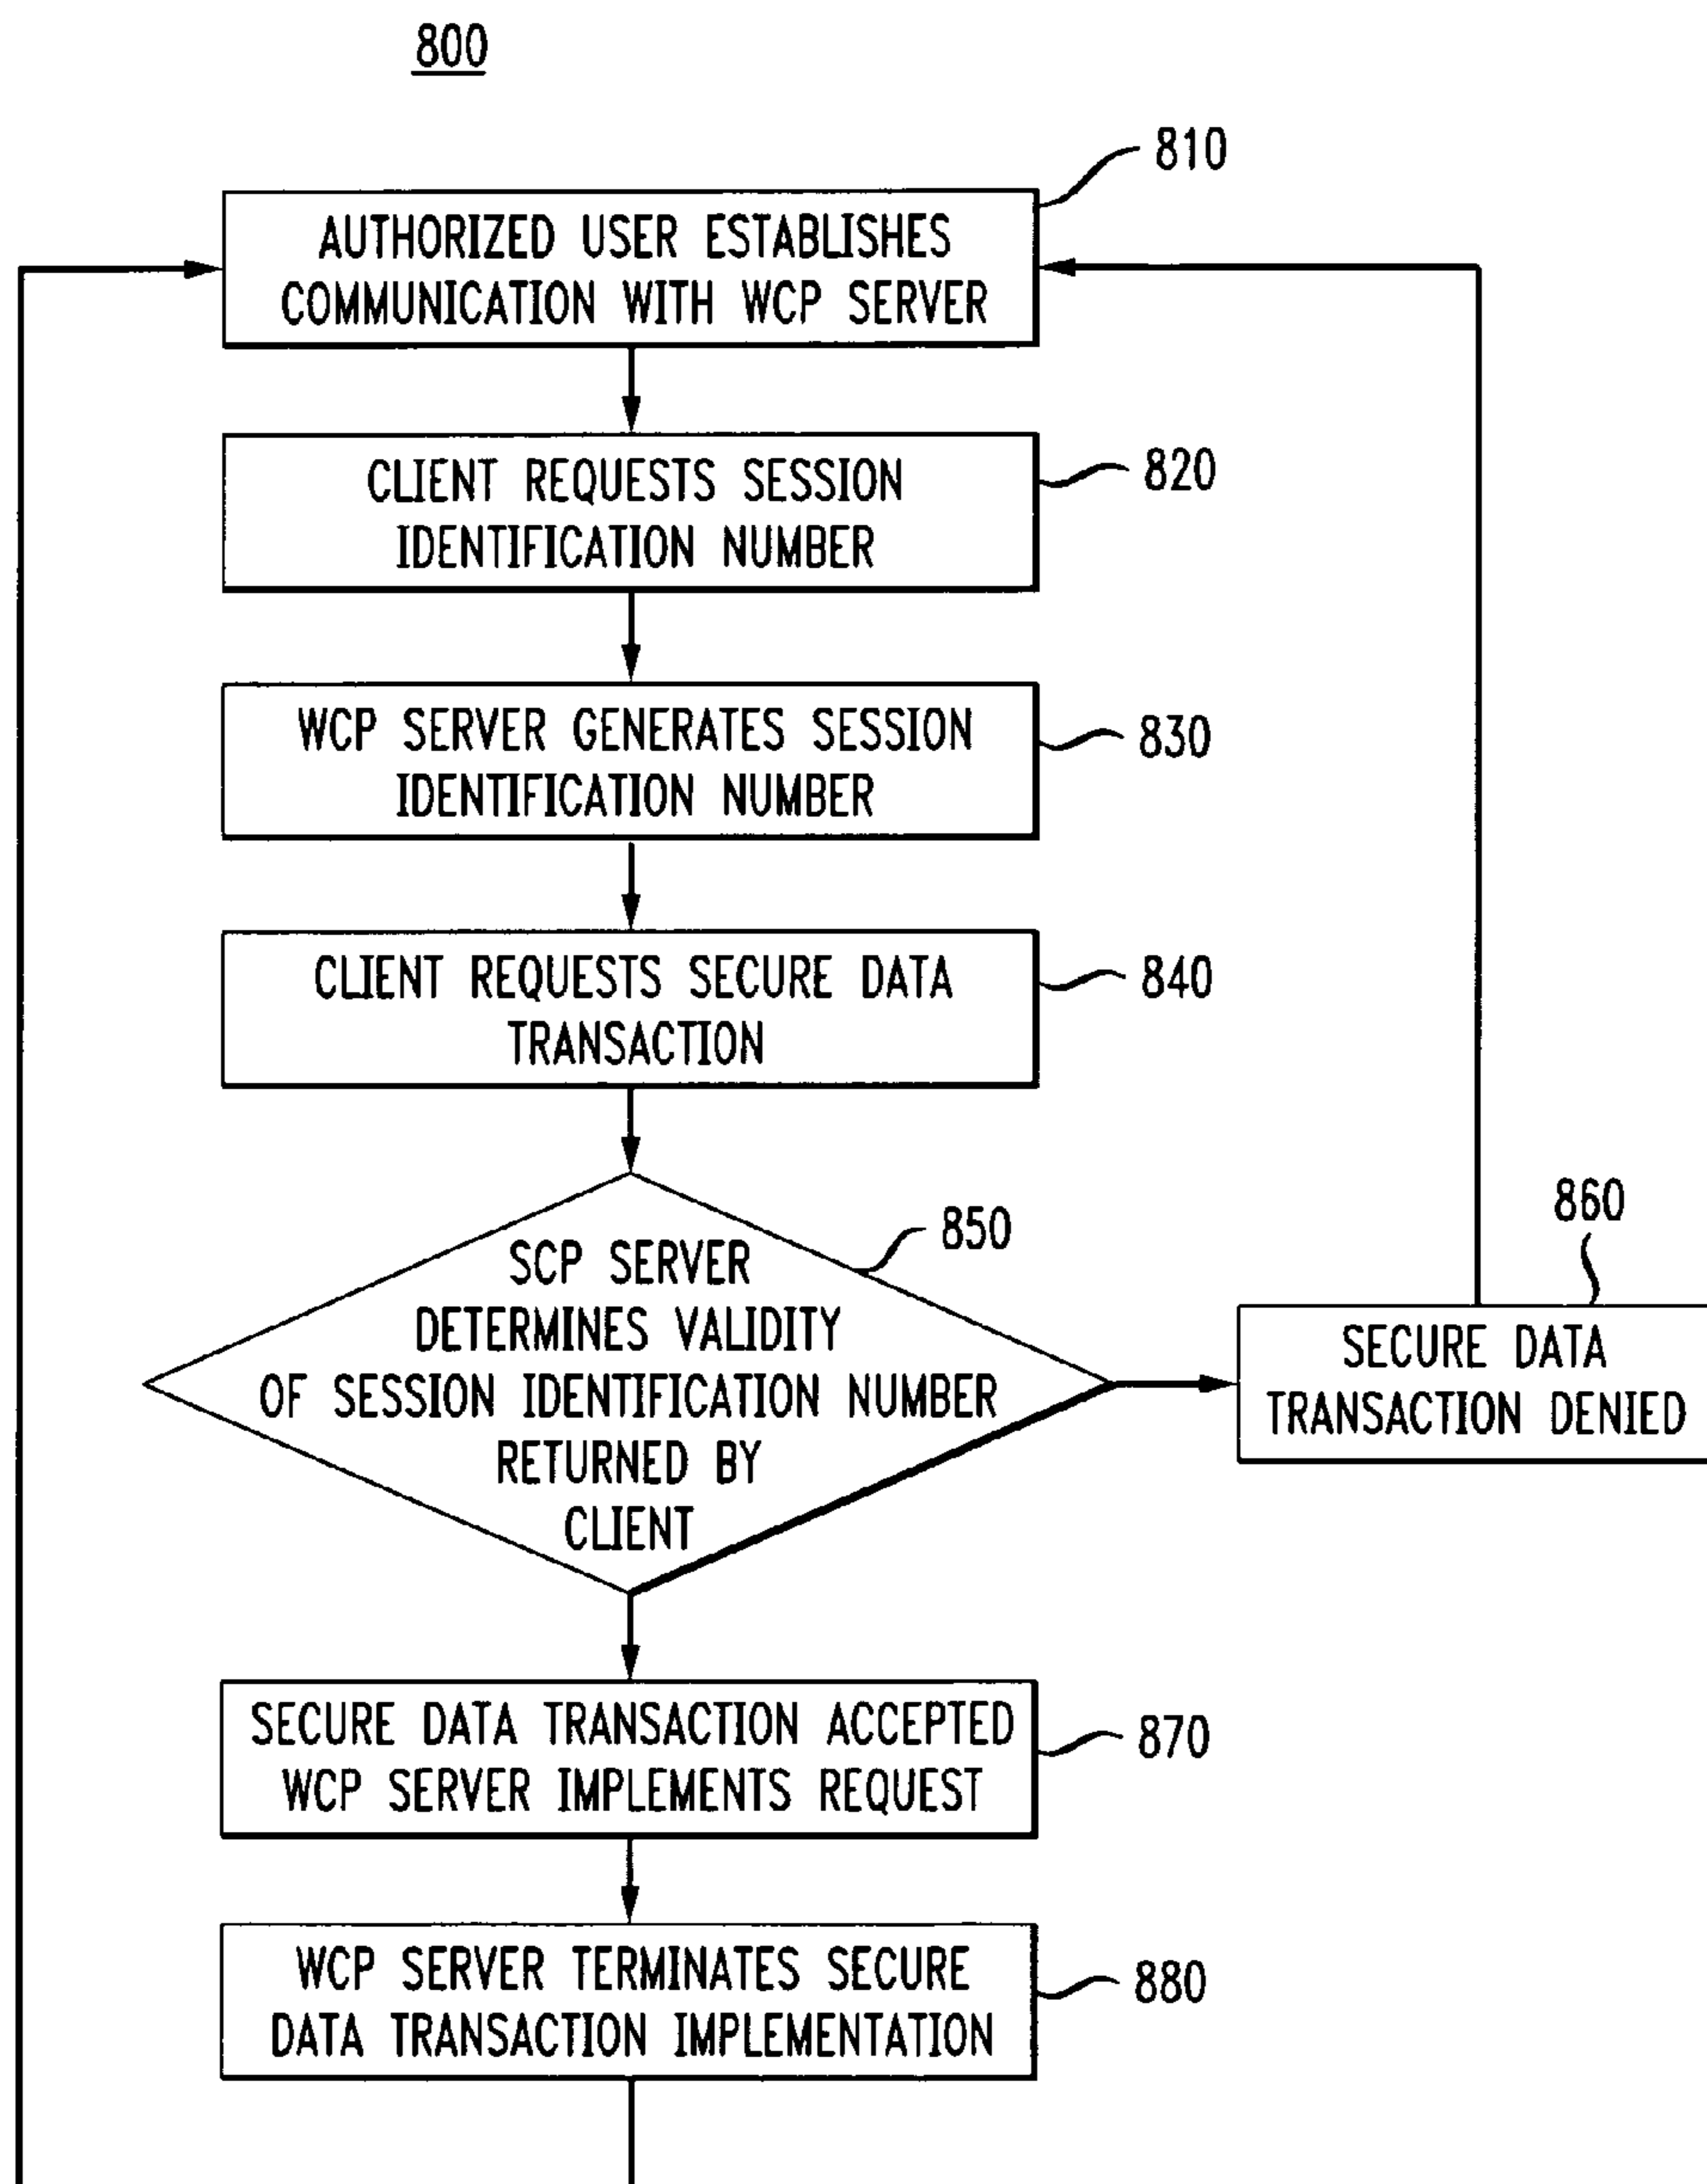 800
810
AUTHORIZED USER ESTABLISHES
COMMUNICATION WITH WCP SERVER
CLIENT REQUESTS SESSION
IDENTIFICATION NUMBER
820
WCP SERVER GENERATES SESSION
IDENTIFICATION NUMBER
830
CLIENT REQUESTS SECURE DATA
TRANSACTION
840
850
SCP SERVER
DETERMINES VALIDITY
OF SESSION IDENTIFICATION NUMBER
RETURNED BY
CLIENT
860
SECURE DATA
TRANSACTION DENIED
SECURE DATA TRANSACTION ACCEPTED
WCP SERVER IMPLEMENTS REQUEST
870
WCP SERVER TERMINATES SECURE
DATA TRANSACTION IMPLEMENTATION
880